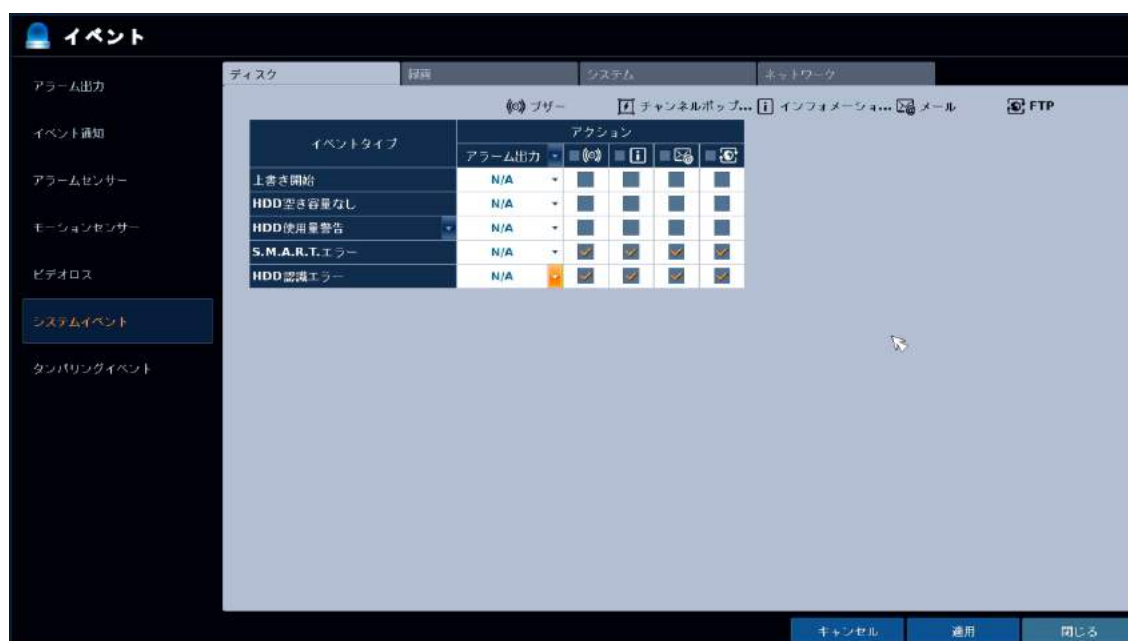 イベント
アラーム出力
イベント通知
アラームセンサー
モーションセンサー
ビデオロス
システムイベント
タンパリングイベント
ディスク 録画 システム ネットワーク
ブザー チャンネルポップ... インフォメーショ... メール FTP
イベントタイプ アクション
アラーム出力
上書き開始 N/A
HDD空き容量なし N/A
HDD使用量警告 N/A
S.M.A.R.T.エラー N/A
HDD認識エラー N/A
キャンセル 適用 閉じる